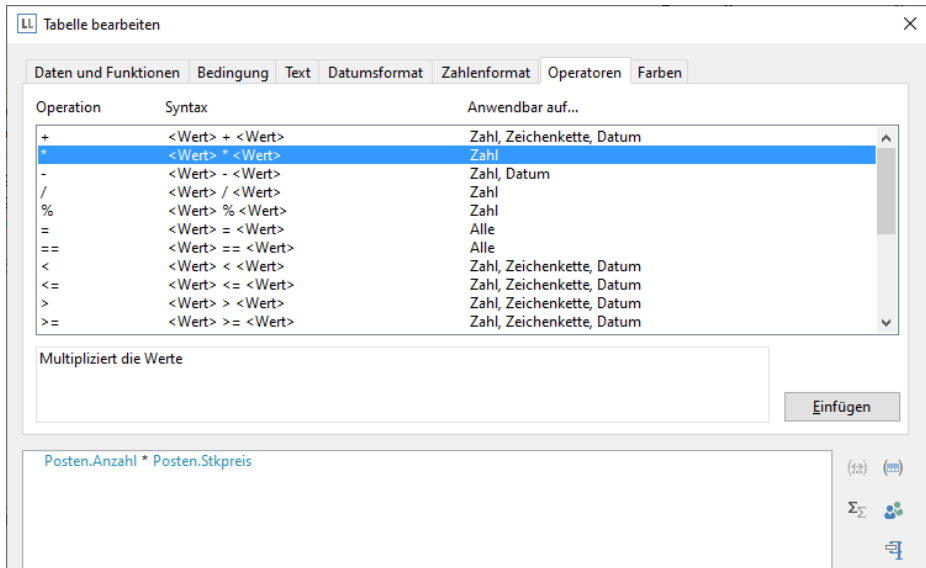 LL Tabelle bearbeiten
Daten und Funktionen Bedingung Text Datumsformat Zahlenformat Operatoren Farben
Operation Syntax Anwendbar auf...
+ <Wert> + <Wert> Zahl, Zeichenkette, Datum
* <Wert> * <Wert> Zahl
- <Wert> - <Wert> Zahl, Datum
/ <Wert> / <Wert> Zahl
% <Wert> % <Wert> Zahl
= <Wert> = <Wert> Alle
== <Wert> == <Wert> Alle
< <Wert> < <Wert> Zahl, Zeichenkette, Datum
<= <Wert> <= <Wert> Zahl, Zeichenkette, Datum
> <Wert> > <Wert> Zahl, Zeichenkette, Datum
>= <Wert> >= <Wert> Zahl, Zeichenkette, Datum
Multipliziert die Werte
Einfügen
Posten.Anzahl * Posten.Stkpreis
ΣΣ